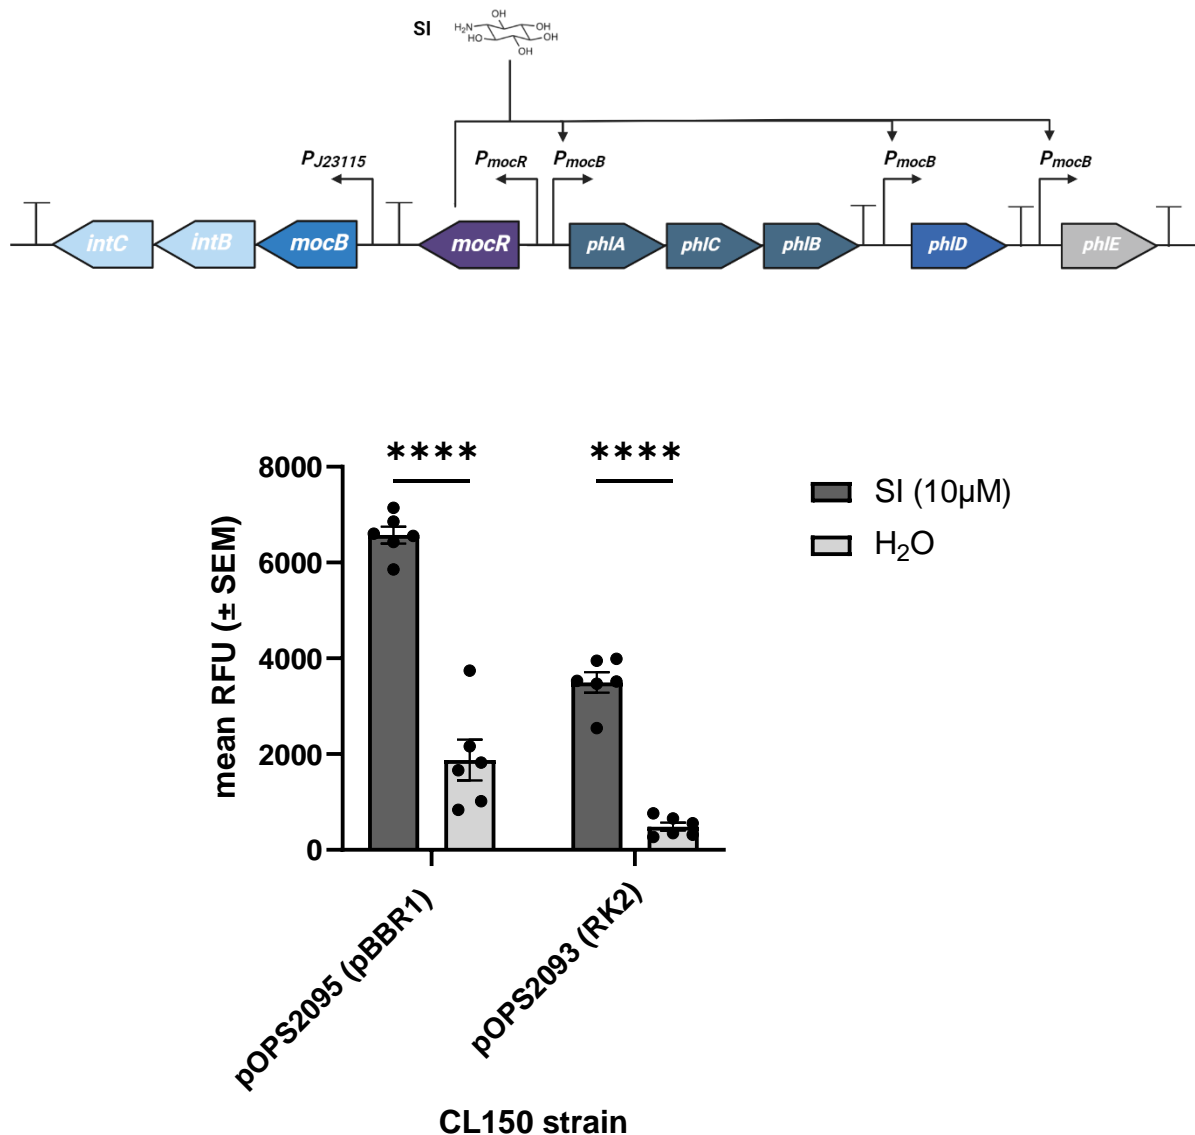 SI
H₂N
OH
OH
HO
OH
OH
P_J23115
P_mocR
P_mocB
P_mocB
P_mocB
intC
intB
mocB
mocR
phlA
phlC
phlB
phlD
phlE
****
****
8000
6000
4000
2000
0
mean RFU (± SEM)
SI (10µM)
H₂O
pOPS2095 (pBBR1)
pOPS2093 (RK2)
CL150 strain